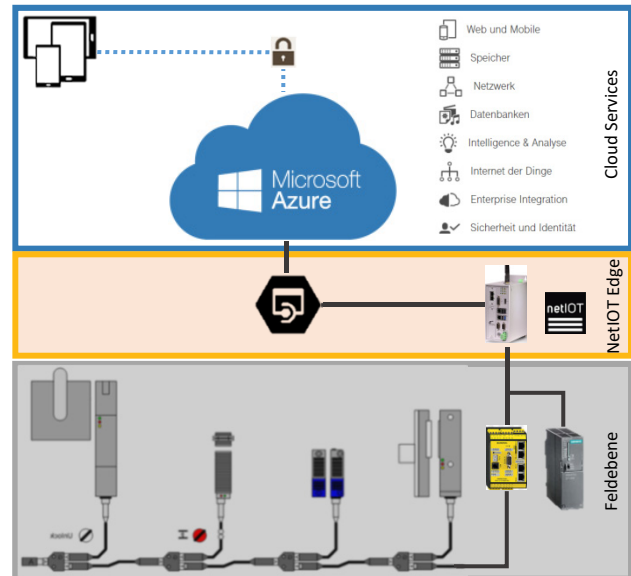 Web und Mobile
Speicher
Netzwerk
Datenbanken
Intelligence & Analyse
Internet der Dinge
Enterprise Integration
Sicherheit und Identität
Cloud Services
Microsoft
Azure
NetIOT Edge
netIOT
Feldebene